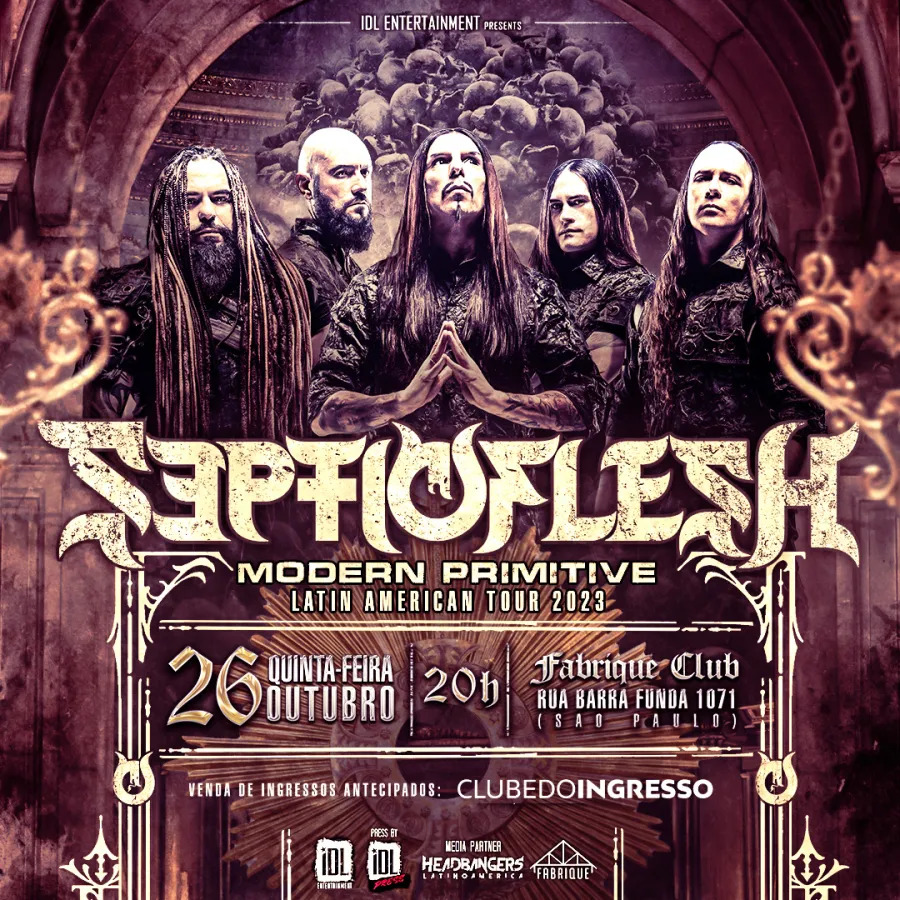 IDL ENTERTAINMENT PRESENTS
SEPTICFLESH
MODERN PRIMITIVE
LATIN AMERICAN TOUR 2023
26 QUINTA-FEIRA
OUTUBRO
20h
Fabrique Club
RUA BARRA FUNDA 1071
(SAO PAULO)
VENDA DE INGRESSOS ANTECIPADOS: CLUBEDOINGRESSO
IDL
ENTERTAINMENT
PRESS BY
IDL
PRESS
MEDIA PARTNER
HEADBANGERS
LATINOAMERICA
FABRIQUE